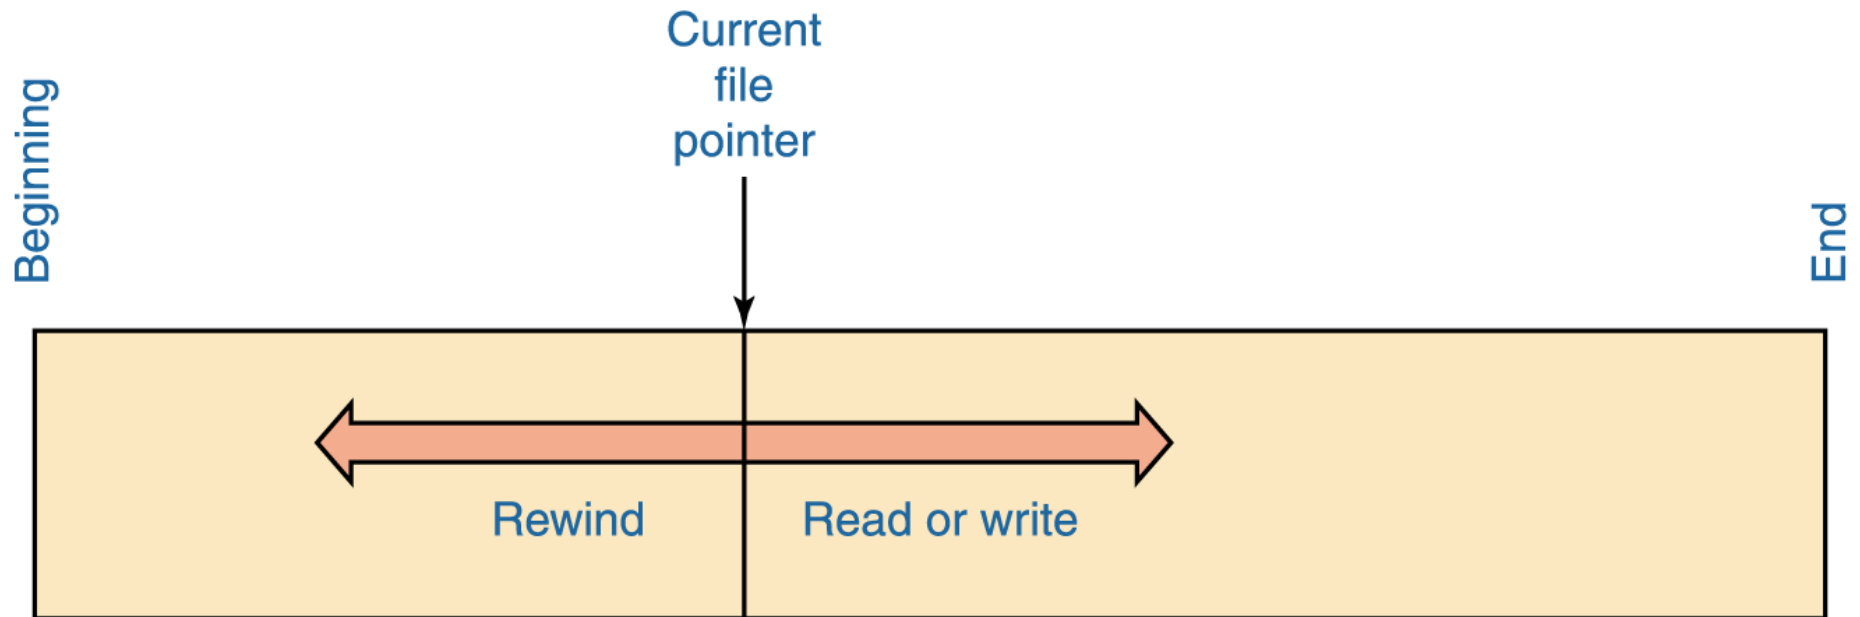 Current
file
pointer
Beginning
End
Rewind
Read or write